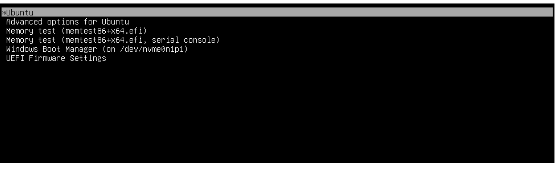 *Ubuntu
Advanced options for Ubuntu
Memory test (memtest86+x64.efi)
Memory test (memtest86+x64.efi, serial console)
Windows Boot Manager (on /dev/nvme0n1p1)
UEFI Firmware Settings